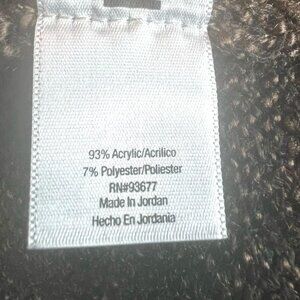 93% Acrylic/Acrilico
7% Polyester/Poliester
RN#93677
Made In Jordan
Hecho En Jordania